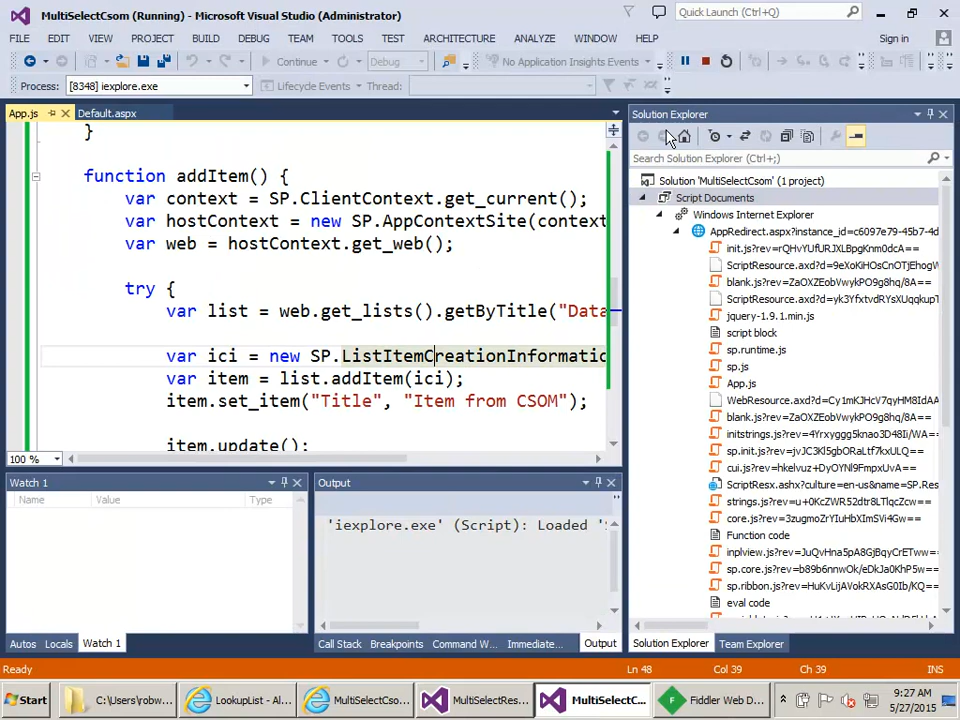 MultiSelectCsom (Running) - Microsoft Visual Studio (Administrator)
Quick Launch (Ctrl+Q)
FILE EDIT VIEW PROJECT BUILD DEBUG TEAM TOOLS TEST ARCHITECTURE ANALYZE WINDOW HELP
Sign in
Continue Debug No Application Insights Events
Process: [8348] iexplore.exe Lifecycle Events Thread:
App.js Default.aspx
}
function addItem() {
var context = SP.ClientContext.get_current();
var hostContext = new SP.AppContextSite(context
var web = hostContext.get_web();
try {
var list = web.get_lists().getByTitle("Data
var ici = new SP.ListItemCreationInformatio
var item = list.addItem(ici);
item.set_item("Title", "Item from CSOM");
item.update();
100 %
Watch 1
Name Value Type
Autos Locals Watch 1
Output
'iexplore.exe' (Script): Loaded
Call Stack Breakpoints Command W... Immediate... Output
Solution Explorer
Search Solution Explorer (Ctrl+;)
Solution 'MultiSelectCsom' (1 project)
Script Documents
Windows Internet Explorer
AppRedirect.aspx?instance_id=c6097e79-45b7-4d
init.js?rev=rQHvYUfURJXLBpgKnm0dcA==
ScriptResource.axd?d=9eXoKiHOsCnOTjEhogW
blank.js?rev=ZaOXZEobVwykPO9g8hq/8A==
ScriptResource.axd?d=yk3YfxtvdRYsXUqqkupT
jquery-1.9.1.min.js
script block
sp.runtime.js
sp.js
App.js
WebResource.axd?d=Cy1mKJHcV7qyHM8IDAA
blank.js?rev=ZaOXZEobVwykPO9g8hq/8A==
initstrings.js?rev=4Yrxyggg5knao3D48Ii/WA==
sp.init.js?rev=jvJC3Kl5gbORaLtf7kxULQ==
cui.js?rev=hkelvuz+DyOYNl9FmpxUvA==
ScriptResx.ashx?culture=en-us&name=SP.Res
strings.js?rev=u+0KcZWR52dtr8LTlqcZcw==
core.js?rev=3zugmoZrYIuHbXImSVi4Gw==
Function code
inplview.js?rev=JuQvHna5pA8GjBqyCrETww==
sp.core.js?rev=b89b6nnwOk/eDkJa0KhP5w==
sp.ribbon.js?rev=HuKvLijAVokRXAsG0Ib/KQ==
eval code
Solution Explorer Team Explorer
Ready Ln 48 Col 39 Ch 39 INS
Start C:\Users\robw... LookupList - Al... MultiSelectCso... MultiSelectRes... MultiSelectC... Fiddler Web D... 9:27 AM
5/27/2015